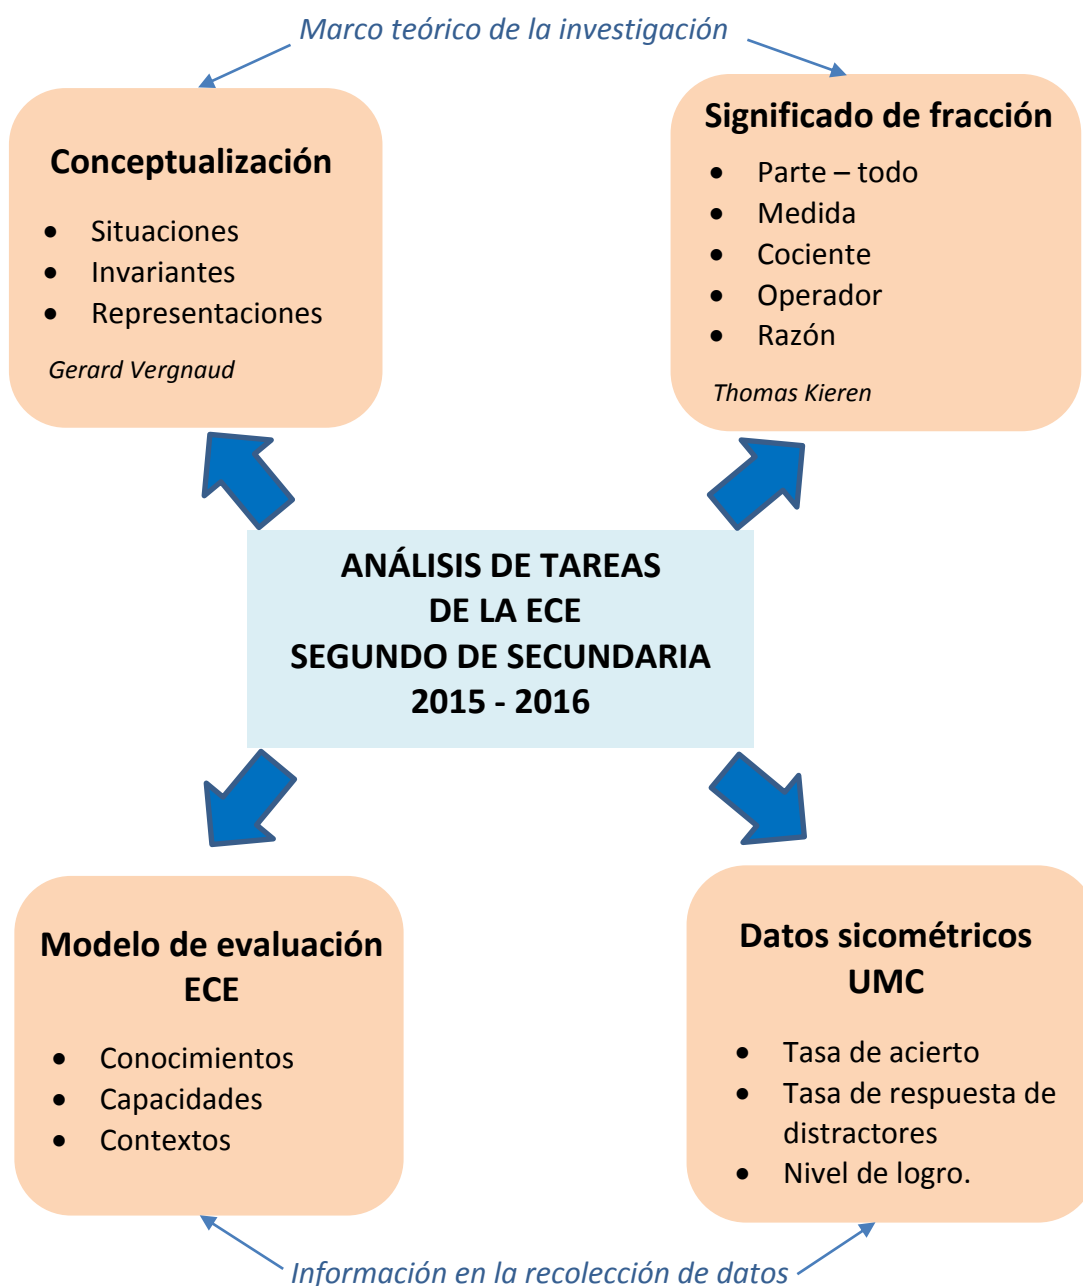 Marco teórico de la investigación
Conceptualización
• Situaciones
• Invariantes
• Representaciones
Gerard Vergnaud
Significado de fracción
• Parte – todo
• Medida
• Cociente
• Operador
• Razón
Thomas Kieren
ANÁLISIS DE TAREAS
DE LA ECE
SEGUNDO DE SECUNDARIA
2015 - 2016
Modelo de evaluación
ECE
• Conocimientos
• Capacidades
• Contextos
Datos sicométricos
UMC
• Tasa de acierto
• Tasa de respuesta de
distractores
• Nivel de logro.
Información en la recolección de datos